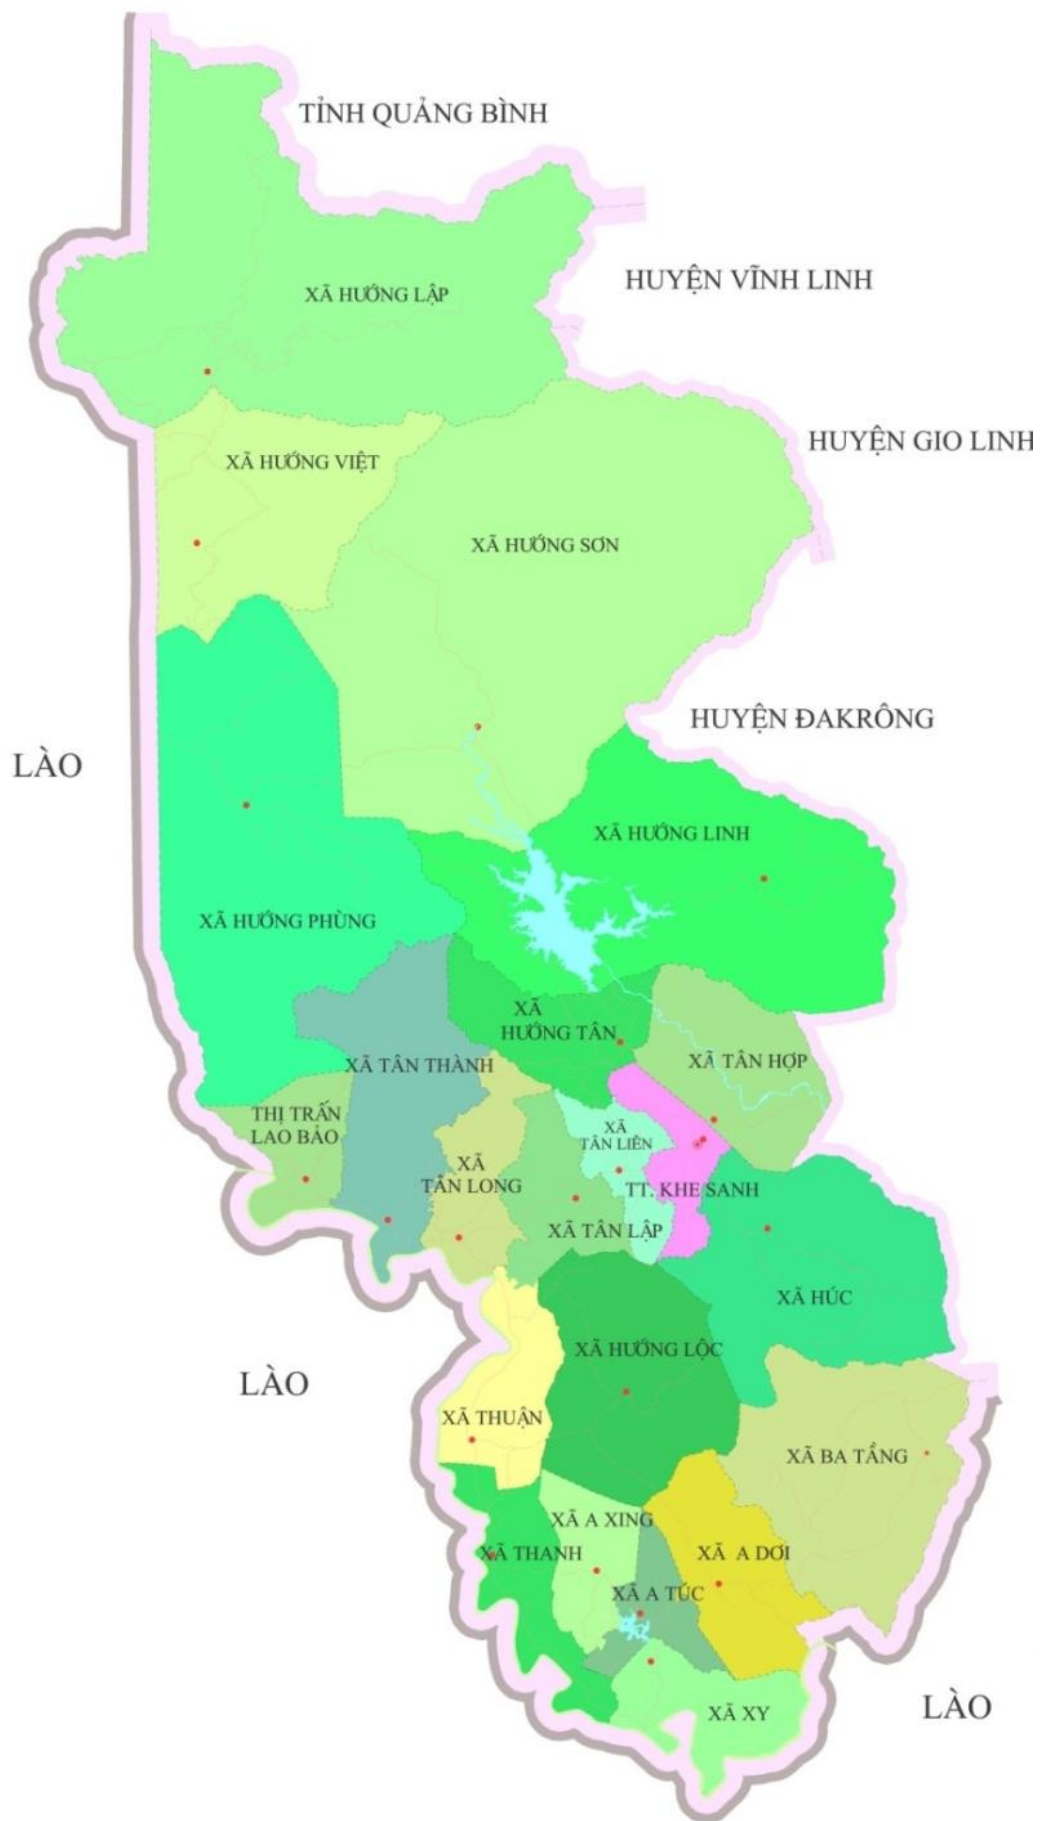 TỈNH QUẢNG BÌNH
HUYỆN VĨNH LINH
XÃ HƯỚNG LẬP
HUYỆN GIO LINH
XÃ HƯỚNG VIỆT
XÃ HƯỚNG SƠN
HUYỆN ĐAKRÔNG
LÀO
XÃ HƯỚNG LINH
XÃ HƯỚNG PHÙNG
XÃ
HƯỚNG TÂN
XÃ TÂN HỢP
XÃ TÂN THÀNH
THỊ TRẤN
LAO BẢO
XÃ
TÂN LIÊN
XÃ
TÂN LONG
TT. KHE SANH
XÃ TÂN LẬP
XÃ HÚC
XÃ HƯỚNG LỘC
LÀO
XÃ THUẬN
XÃ BA TẦNG
XÃ A XING
XÃ THANH
XÃ A DƠI
XÃ A TÚC
XÃ XY
LÀO